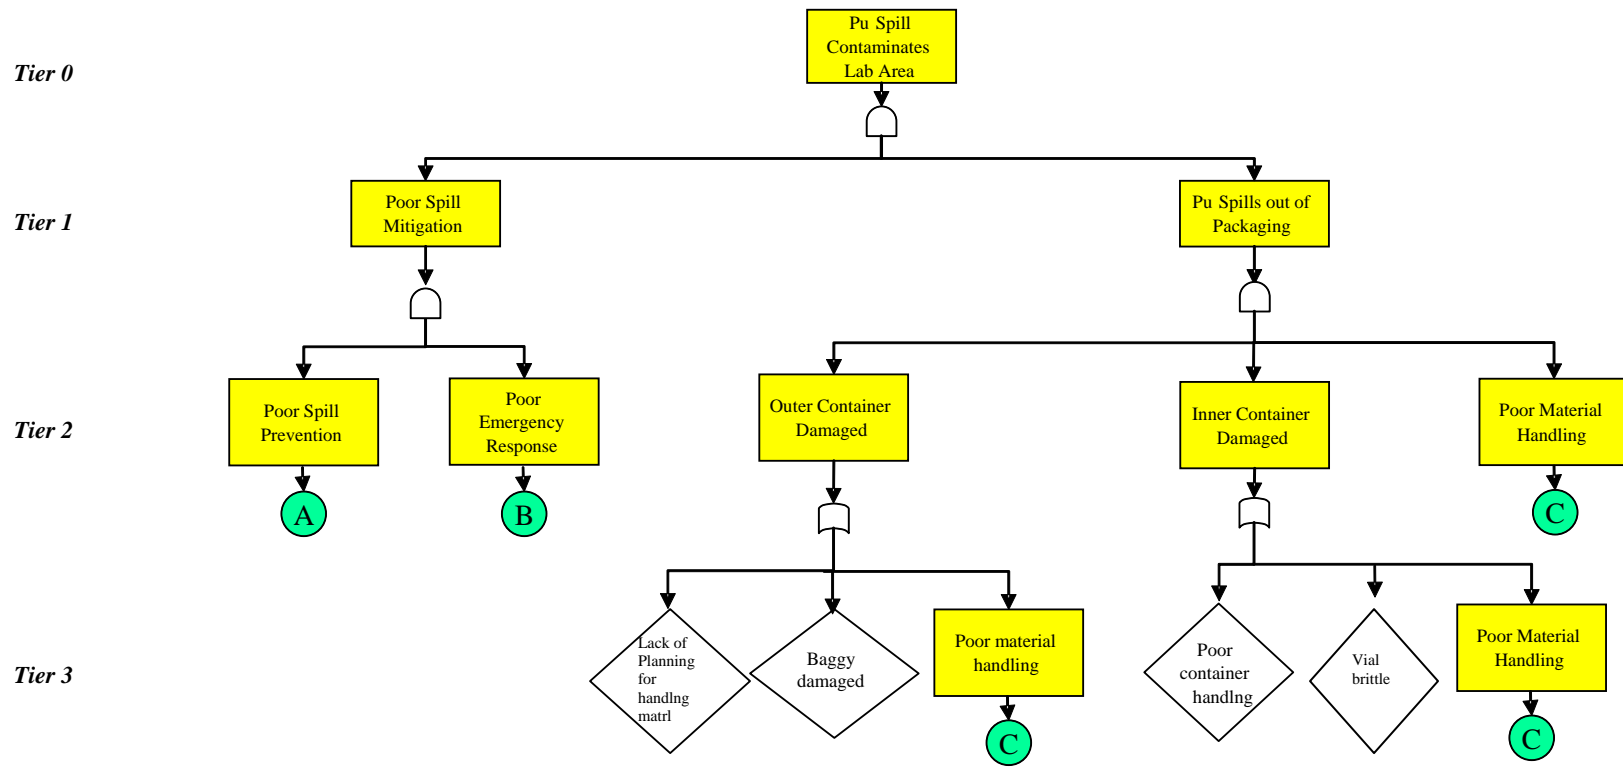 Tier 0
Pu Spill
Contaminates
Lab Area
Tier 1
Poor Spill
Mitigation
Pu Spills out of
Packaging
Tier 2
Poor Spill
Prevention
Poor
Emergency
Response
Outer Container
Damaged
Inner Container
Damaged
Poor Material
Handling
A
B
C
Tier 3
Lack of
Planning
for
handlng
matrl
Baggy
damaged
Poor material
handling
Poor
container
handlng
Vial
brittle
Poor Material
Handling
C
C